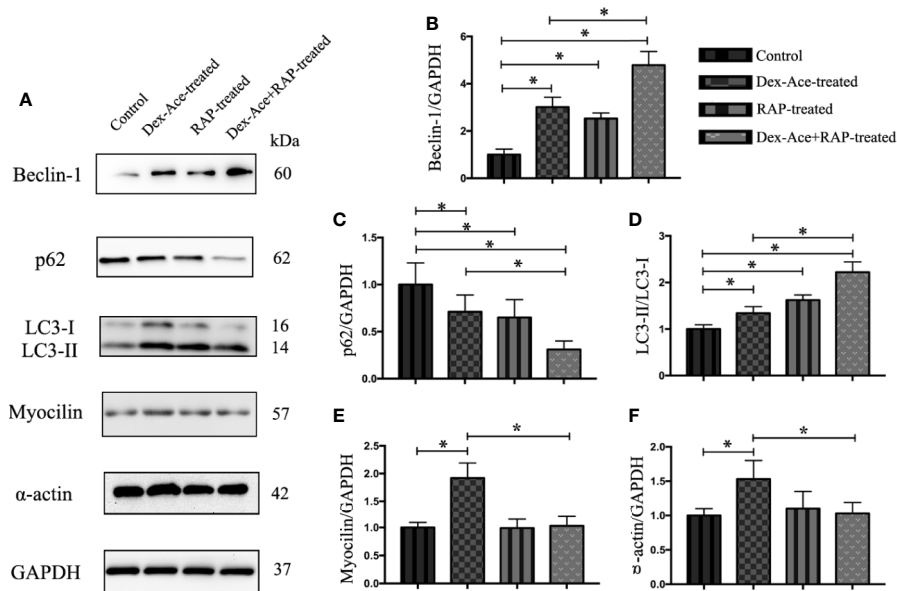 A
Control
Dex-Ace-treated
RAP-treated
Dex-Ace+RAP-treated
kDa
Beclin-1
60
p62
62
LC3-I
16
LC3-II
14
Myocilin
57
α-actin
42
GAPDH
37
B
Beclin-1/GAPDH
6
4
2
0
*
*
*
*
Control
Dex-Ace-treated
RAP-treated
Dex-Ace+RAP-treated
C
p62/GAPDH
1.5
1.0
0.5
0.0
*
*
*
*
D
LC3-II/LC3-I
3
2
1
0
*
*
*
*
E
Myocilin/GAPDH
2.5
2.0
1.5
1.0
0.5
0.0
*
*
F
α-actin/GAPDH
2.0
1.5
1.0
0.5
0.0
*
*